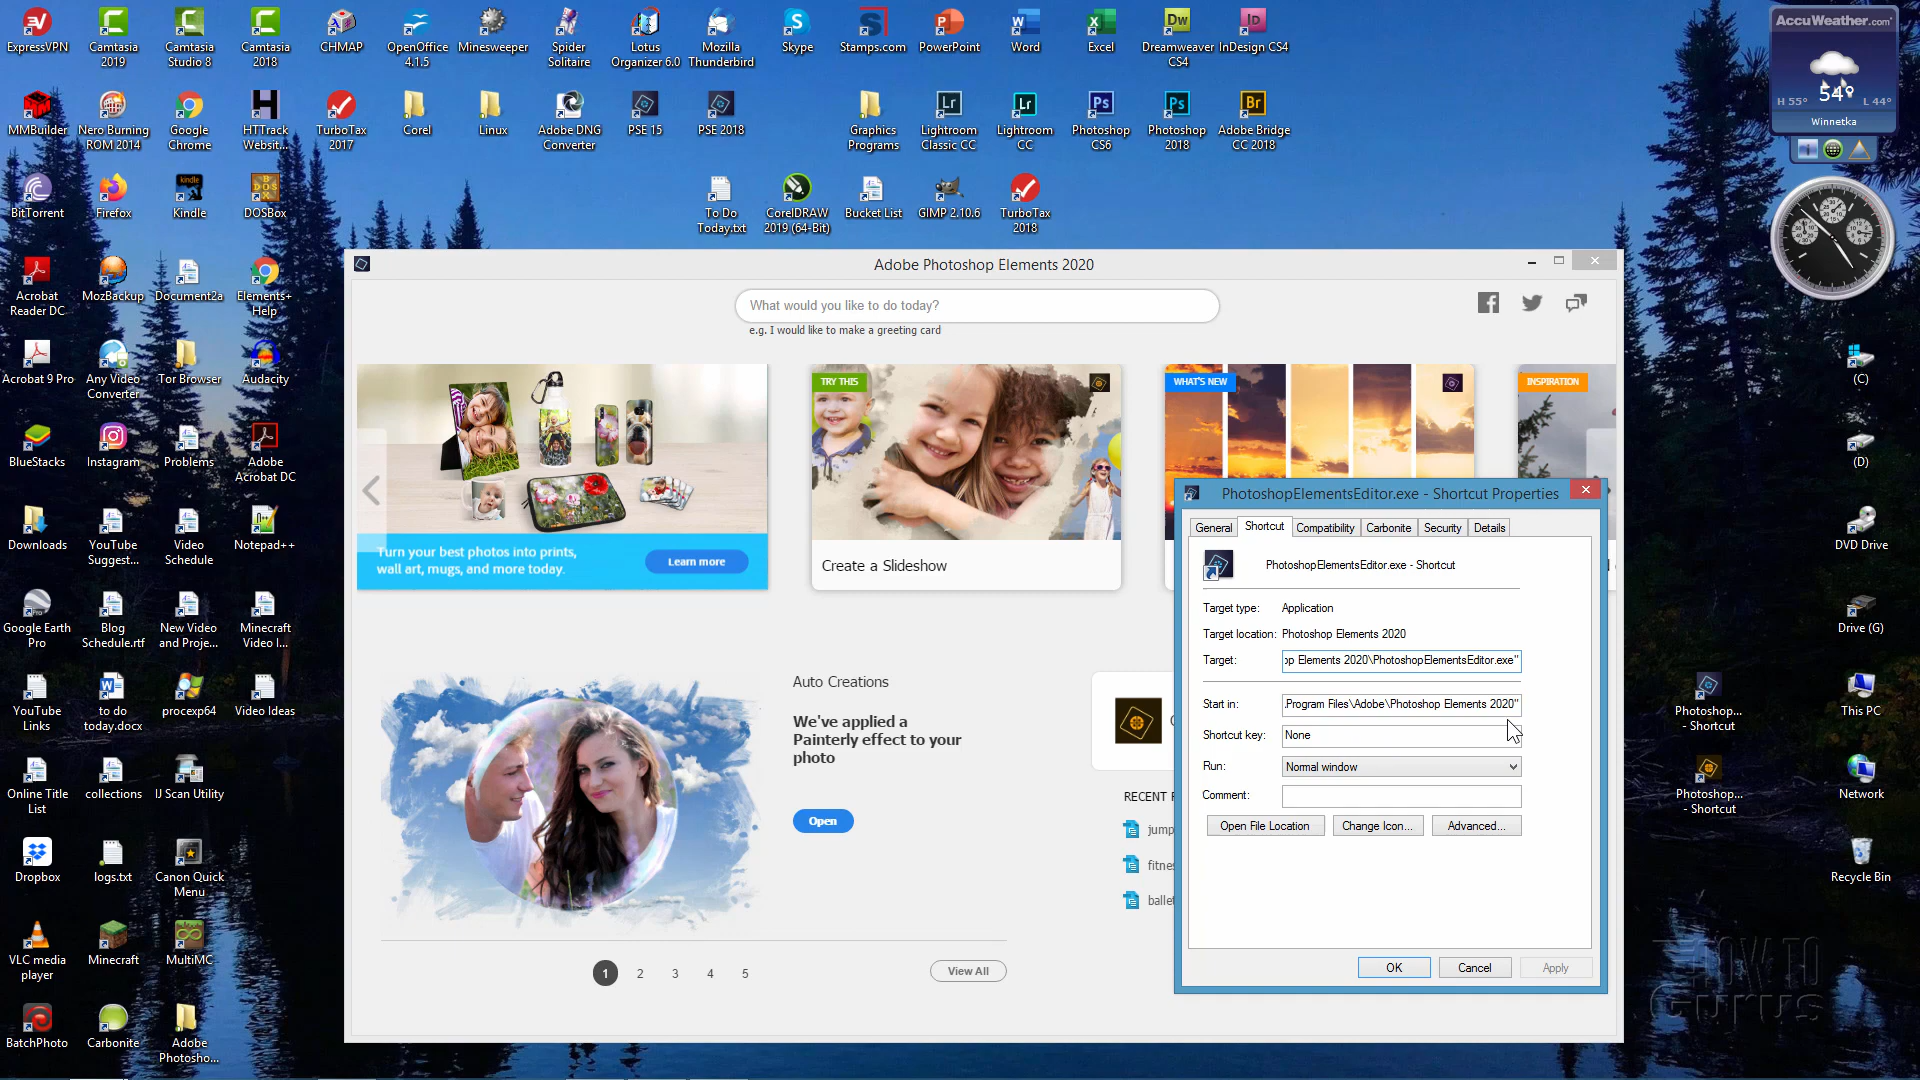 ExpressVPN
Camtasia
2019
Camtasia
Studio 8
Camtasia
2018
CHMAP
OpenOffice
4.1.5
Minesweeper
Spider
Solitaire
Lotus
Organizer 6.0
Mozilla
Thunderbird
Skype
Stamps.com
PowerPoint
Word
Excel
Dreamweaver
CS4
InDesign CS4
AccuWeather.com
54°
H 55°
L 44°
Winnetka
MMBuilder
Nero Burning
ROM 2014
Google
Chrome
HTTrack
Websit...
TurboTax
2017
Corel
Linux
Adobe DNG
Converter
PSE 15
PSE 2018
Graphics
Programs
Lightroom
Classic CC
Lightroom
CC
Photoshop
CS6
Photoshop
2018
Adobe Bridge
CC 2018
BitTorrent
Firefox
Kindle
DOSBox
To Do
Today.txt
CorelDRAW
2019 (64-Bit)
Bucket List
GIMP 2.10.6
TurboTax
2018
Acrobat
Reader DC
MozBackup
Document2a
Elements+
Help
Acrobat 9 Pro
Any Video
Converter
Tor Browser
Audacity
BlueStacks
Instagram
Problems
Adobe
Acrobat DC
Downloads
YouTube
Suggest...
Video
Schedule
Notepad++
Google Earth
Pro
Blog
Schedule.rtf
New Video
and Proje...
Minecraft
Video I...
YouTube
Links
to do
today.docx
procexp64
Video Ideas
Online Title
List
collections
IJ Scan Utility
Dropbox
logs.txt
Canon Quick
Menu
VLC media
player
Minecraft
MultiMC
BatchPhoto
Carbonite
Adobe
Photosho...
Adobe Photoshop Elements 2020
What would you like to do today?
e.g. I would like to make a greeting card
Turn your best photos into prints,
wall art, mugs, and more today.
Learn more
TRY THIS
Create a Slideshow
WHAT'S NEW
INSPIRATION
Auto Creations
We've applied a
Painterly effect to your
photo
Open
1 2 3 4 5
View All
RECENT
jump
fitnes
ballet
PhotoshopElementsEditor.exe - Shortcut Properties
General
Shortcut
Compatibility
Carbonite
Security
Details
PhotoshopElementsEditor.exe - Shortcut
Target type: Application
Target location: Photoshop Elements 2020
Target: op Elements 2020\PhotoshopElementsEditor.exe"
Start in: Program Files\Adobe\Photoshop Elements 2020"
Shortcut key: None
Run: Normal window
Comment:
Open File Location
Change Icon...
Advanced...
OK
Cancel
Apply
(C)
(D)
DVD Drive
Drive (G)
Photoshop...
- Shortcut
This PC
Photoshop...
- Shortcut
Network
Recycle Bin
HOW TO
GURUS